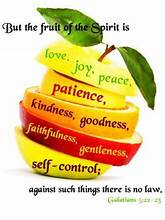 But the fruit of the Spirit is
love, joy, peace,
patience,
kindness, goodness,
faithfulness,
gentleness,
self-control;
against such things there is no law.
Galatians 5:22-23